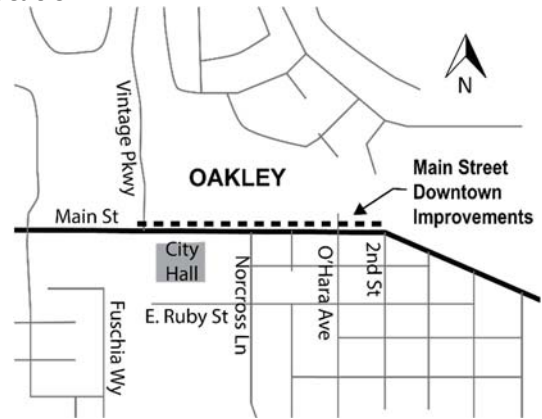 Vintage Pkwy
N
OAKLEY
Main Street
Downtown
Improvements
Main St
City
Hall
Norcross Ln
O'Hara Ave
2nd St
E. Ruby St
Fuschia Wy